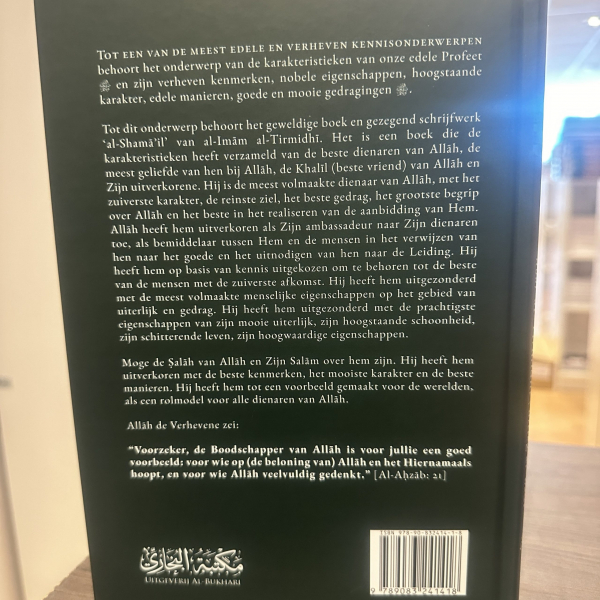 TOT EEN VAN DE MEEST EDELE EN VERHEVEN KENNISONDERWERPEN
behoort het onderwerp van de karakteristieken van onze edele Profeet
ﷺ en zijn verheven kenmerken, nobele eigenschappen, hoogstaande
karakter, edele manieren, goede en mooie gedragingen ﷺ.
Tot dit onderwerp behoort het geweldige boek en gezegend schrijfwerk
‘al-Shamā’il’ van al-Imām al-Tirmidhī. Het is een boek die de
karakteristieken heeft verzameld van de beste dienaren van Allāh, de
meest geliefde van hen bij Allāh, de Khalīl (beste vriend) van Allāh en
Zijn uitverkorene. Hij is de meest volmaakte dienaar van Allāh, met het
zuiverste karakter, de reinste ziel, het beste gedrag, het grootste begrip
over Allāh en het beste in het realiseren van de aanbidding van Hem.
Allāh heeft hem uitverkoren als Zijn ambassadeur naar Zijn dienaren
toe, als bemiddelaar tussen Hem en de mensen in het verwijzen van
hen naar het goede en het uitnodigen van hen naar de Leiding. Hij
heeft hem op basis van kennis uitgekozen om te behoren tot de beste
van de mensen met de zuiverste afkomst. Hij heeft hem uitgezonderd
met de meest volmaakte menselijke eigenschappen op het gebied van
uiterlijk en gedrag. Hij heeft hem uitgezonderd met de prachtigste
eigenschappen van zijn mooie uiterlijk, zijn hoogstaande schoonheid,
zijn schitterende leven, zijn hoogwaardige eigenschappen.
Moge de Ṣalāh van Allāh en Zijn Salām over hem zijn. Hij heeft hem
uitverkoren met de beste kenmerken, het mooiste karakter en de beste
manieren. Hij heeft hem tot een voorbeeld gemaakt voor de werelden,
als een rolmodel voor alle dienaren van Allāh.
Allāh de Verhevene zei:
“Voorzeker, de Boodschapper van Allāh is voor jullie een goed
voorbeeld: voor wie op (de beloning van) Allāh en het Hiernamaals
hoopt, en voor wie Allāh veelvuldig gedenkt.” [Al-Aḥzāb: 21]
ISBN 978-90-832414-1-8
مكتبة البخاري
UITGEVERIJ AL-BUKHARI
9 789083 241418